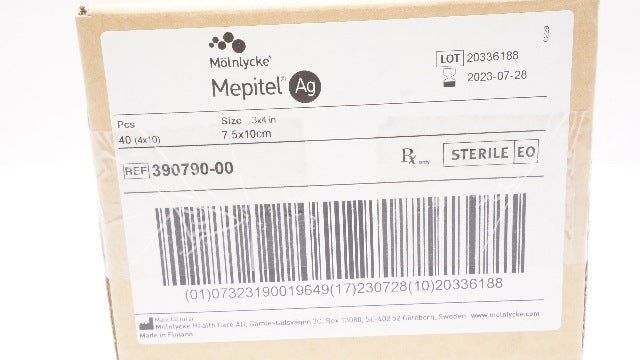 Mölnlycke®
Mepitel® Ag
LOT 20336188
2023-07-28
Pcs
40 (4x10)
Size 3x4 in
7.5x10cm
REF 390790-00
Rx only
STERILE EO
(01)07323190019649(17)230728(10)20336188
Manufacturer
Mölnlycke Health Care AB, Gamlestadsvägen 3C, Box 13080, SE-402 52 Göteborg, Sweden www.molnlycke.com
Made in Finland